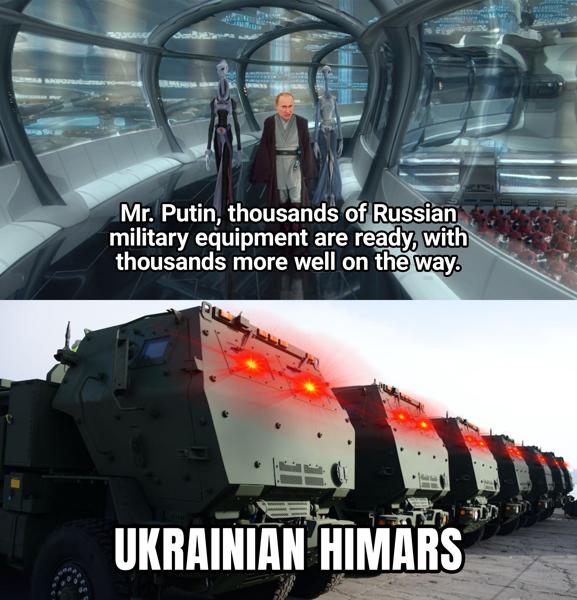 Mr. Putin, thousands of Russian
military equipment are ready, with
thousands more well on the way.
UKRAINIAN HIMARS